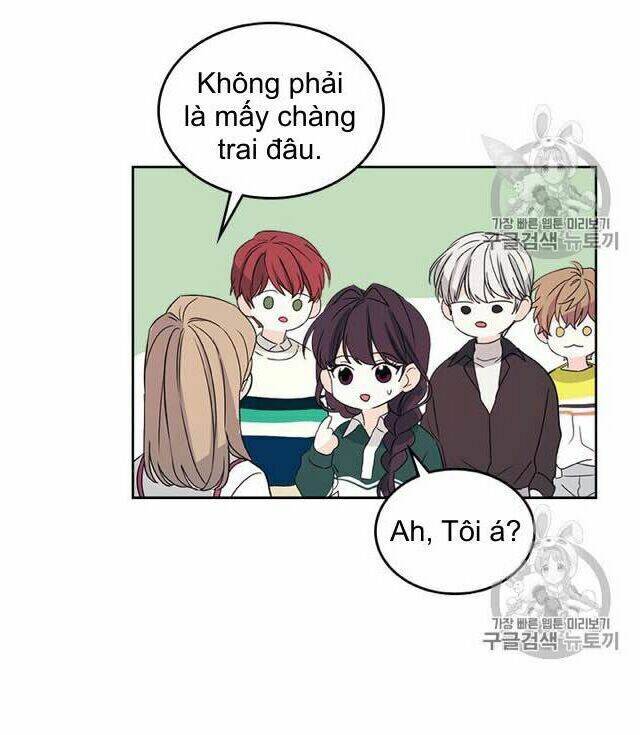 Không phải
là mấy chàng
trai đâu.
가장 빠른 웹툰 미리보기
구글검색 뉴토끼
Ah, Tôi á?
가장 빠른 웹툰 미리보기
구글검색 뉴토끼